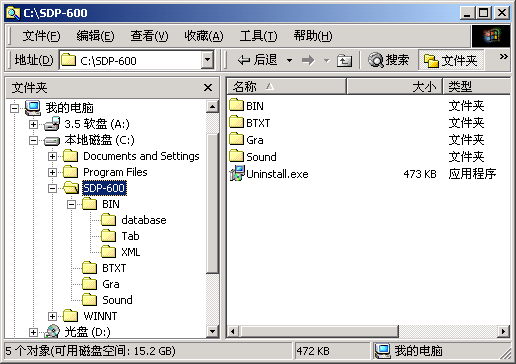 C:\SDP-600
文件(F) 编辑(E) 查看(V) 收藏(A) 工具(T) 帮助(H)
地址(D) C:\SDP-600 后退 搜索 文件夹 »
文件夹
名称 大小 类型
我的电脑
3.5 软盘 (A:)
本地磁盘 (C:)
Documents and Settings
Program Files
SDP-600
BIN
database
Tab
XML
BTXT
Gra
Sound
WINNT
光盘 (D:)
BIN 文件夹
BTXT 文件夹
Gra 文件夹
Sound 文件夹
Uninstall.exe 473 KB 应用程序
5 个对象(可用磁盘空间: 15.2 GB) 472 KB 我的电脑